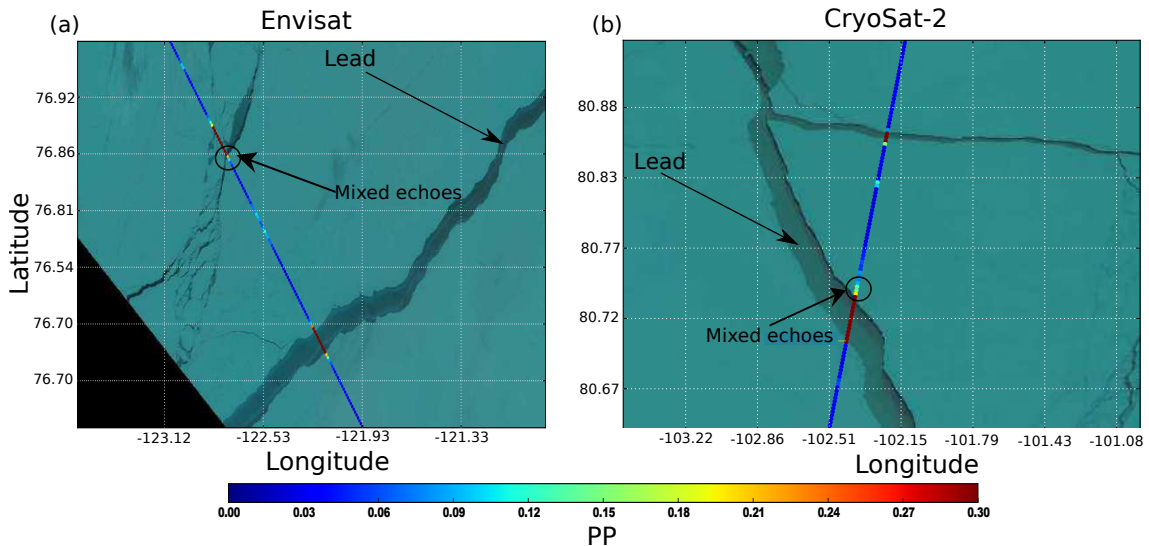 (a)
Envisat
(b)
CryoSat-2
Lead
Mixed echoes
76.92
76.86
76.81
76.54
76.70
76.70
Latitude
-123.12
-122.53
-121.93
-121.33
Longitude
Lead
Mixed echoes
80.88
80.83
80.77
80.72
80.67
-103.22
-102.86
-102.51
-102.15
-101.79
-101.43
-101.08
Longitude
0.00
0.03
0.06
0.09
0.12
0.15
0.18
0.21
0.24
0.27
0.30
PP